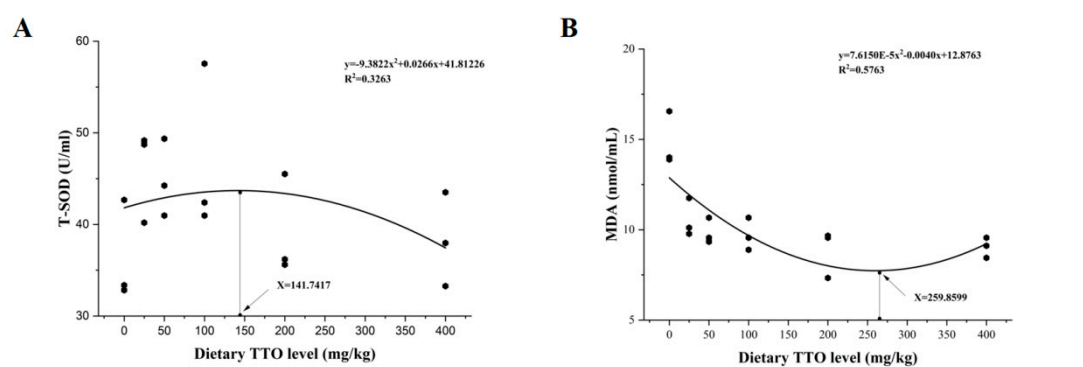 A
60
50
40
30
T-SOD (U/ml)
y=-9.3822x²+0.0266x+41.81226
R²=0.3263
X=141.7417
0 50 100 150 200 250 300 350 400
Dietary TTO level (mg/kg)
B
20
15
10
5
MDA (nmol/mL)
y=7.6150E-5x²-0.0040x+12.8763
R²=0.5763
X=259.8599
0 50 100 150 200 250 300 350 400
Dietary TTO level (mg/kg)